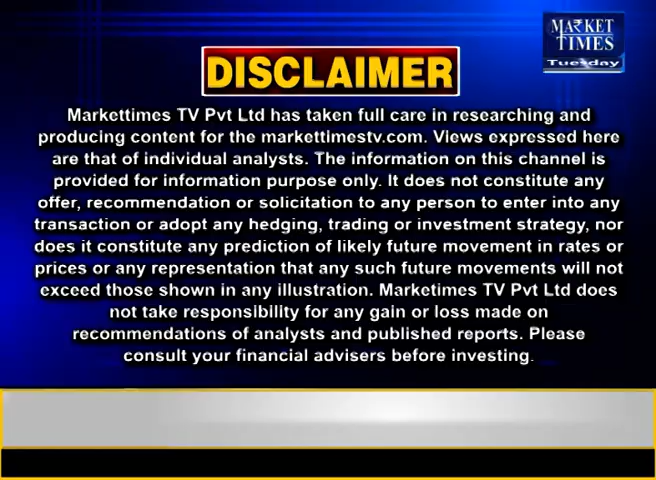 MARKET
TIMES
Tuesday
DISCLAIMER
Markettimes TV Pvt Ltd has taken full care in researching and
producing content for the markettimestv.com. Views expressed here
are that of individual analysts. The information on this channel is
provided for information purpose only. It does not constitute any
offer, recommendation or solicitation to any person to enter into any
transaction or adopt any hedging, trading or investment strategy, nor
does it constitute any prediction of likely future movement in rates or
prices or any representation that any such future movements will not
exceed those shown in any illustration. Marketimes TV Pvt Ltd does
not take responsibility for any gain or loss made on
recommendations of analysts and published reports. Please
consult your financial advisers before investing.